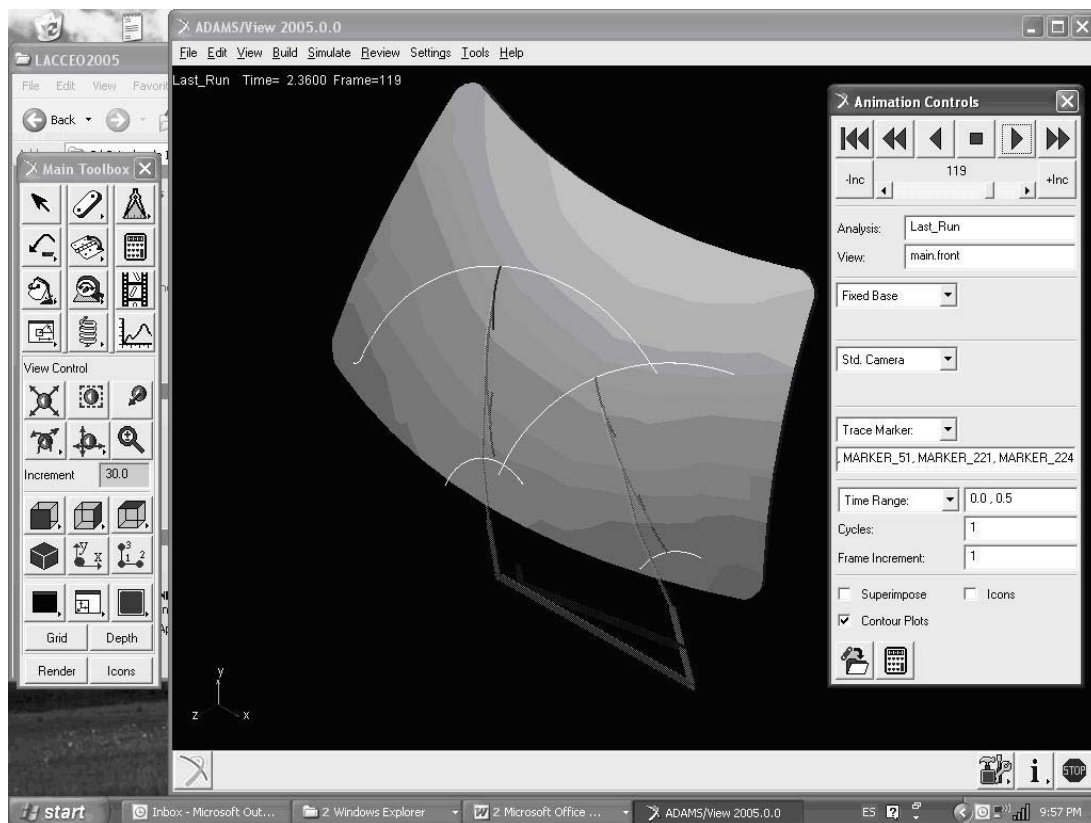 ADAMS/View 2005.0.0
LACCEO2005
File Edit View Build Simulate Review Settings Tools Help
File Edit View Favorit
Last_Run Time= 2.3600 Frame=119
Back
Main Toolbox
View Control
Increment 30.0
Grid Depth
Render Icons
y
z x
Animation Controls
-Inc 119 +Inc
Analysis: Last_Run
View: main.front
Fixed Base
Std. Camera
Trace Marker:
, MARKER_51, MARKER_221, MARKER_224
Time Range: 0.0 , 0.5
Cycles: 1
Frame Increment: 1
Superimpose Icons
Contour Plots
STOP
start Inbox - Microsoft Out... 2 Windows Explorer 2 Microsoft Office ... ADAMS/View 2005.0.0 ES 9:57 PM